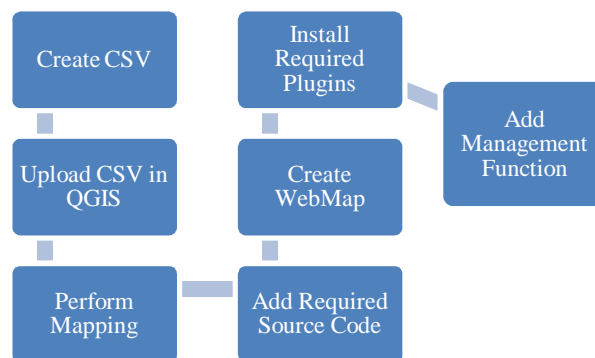 Create CSV
Upload CSV in
QGIS
Perform
Mapping
Add Required
Source Code
Create
WebMap
Install
Required
Plugins
Add
Management
Function